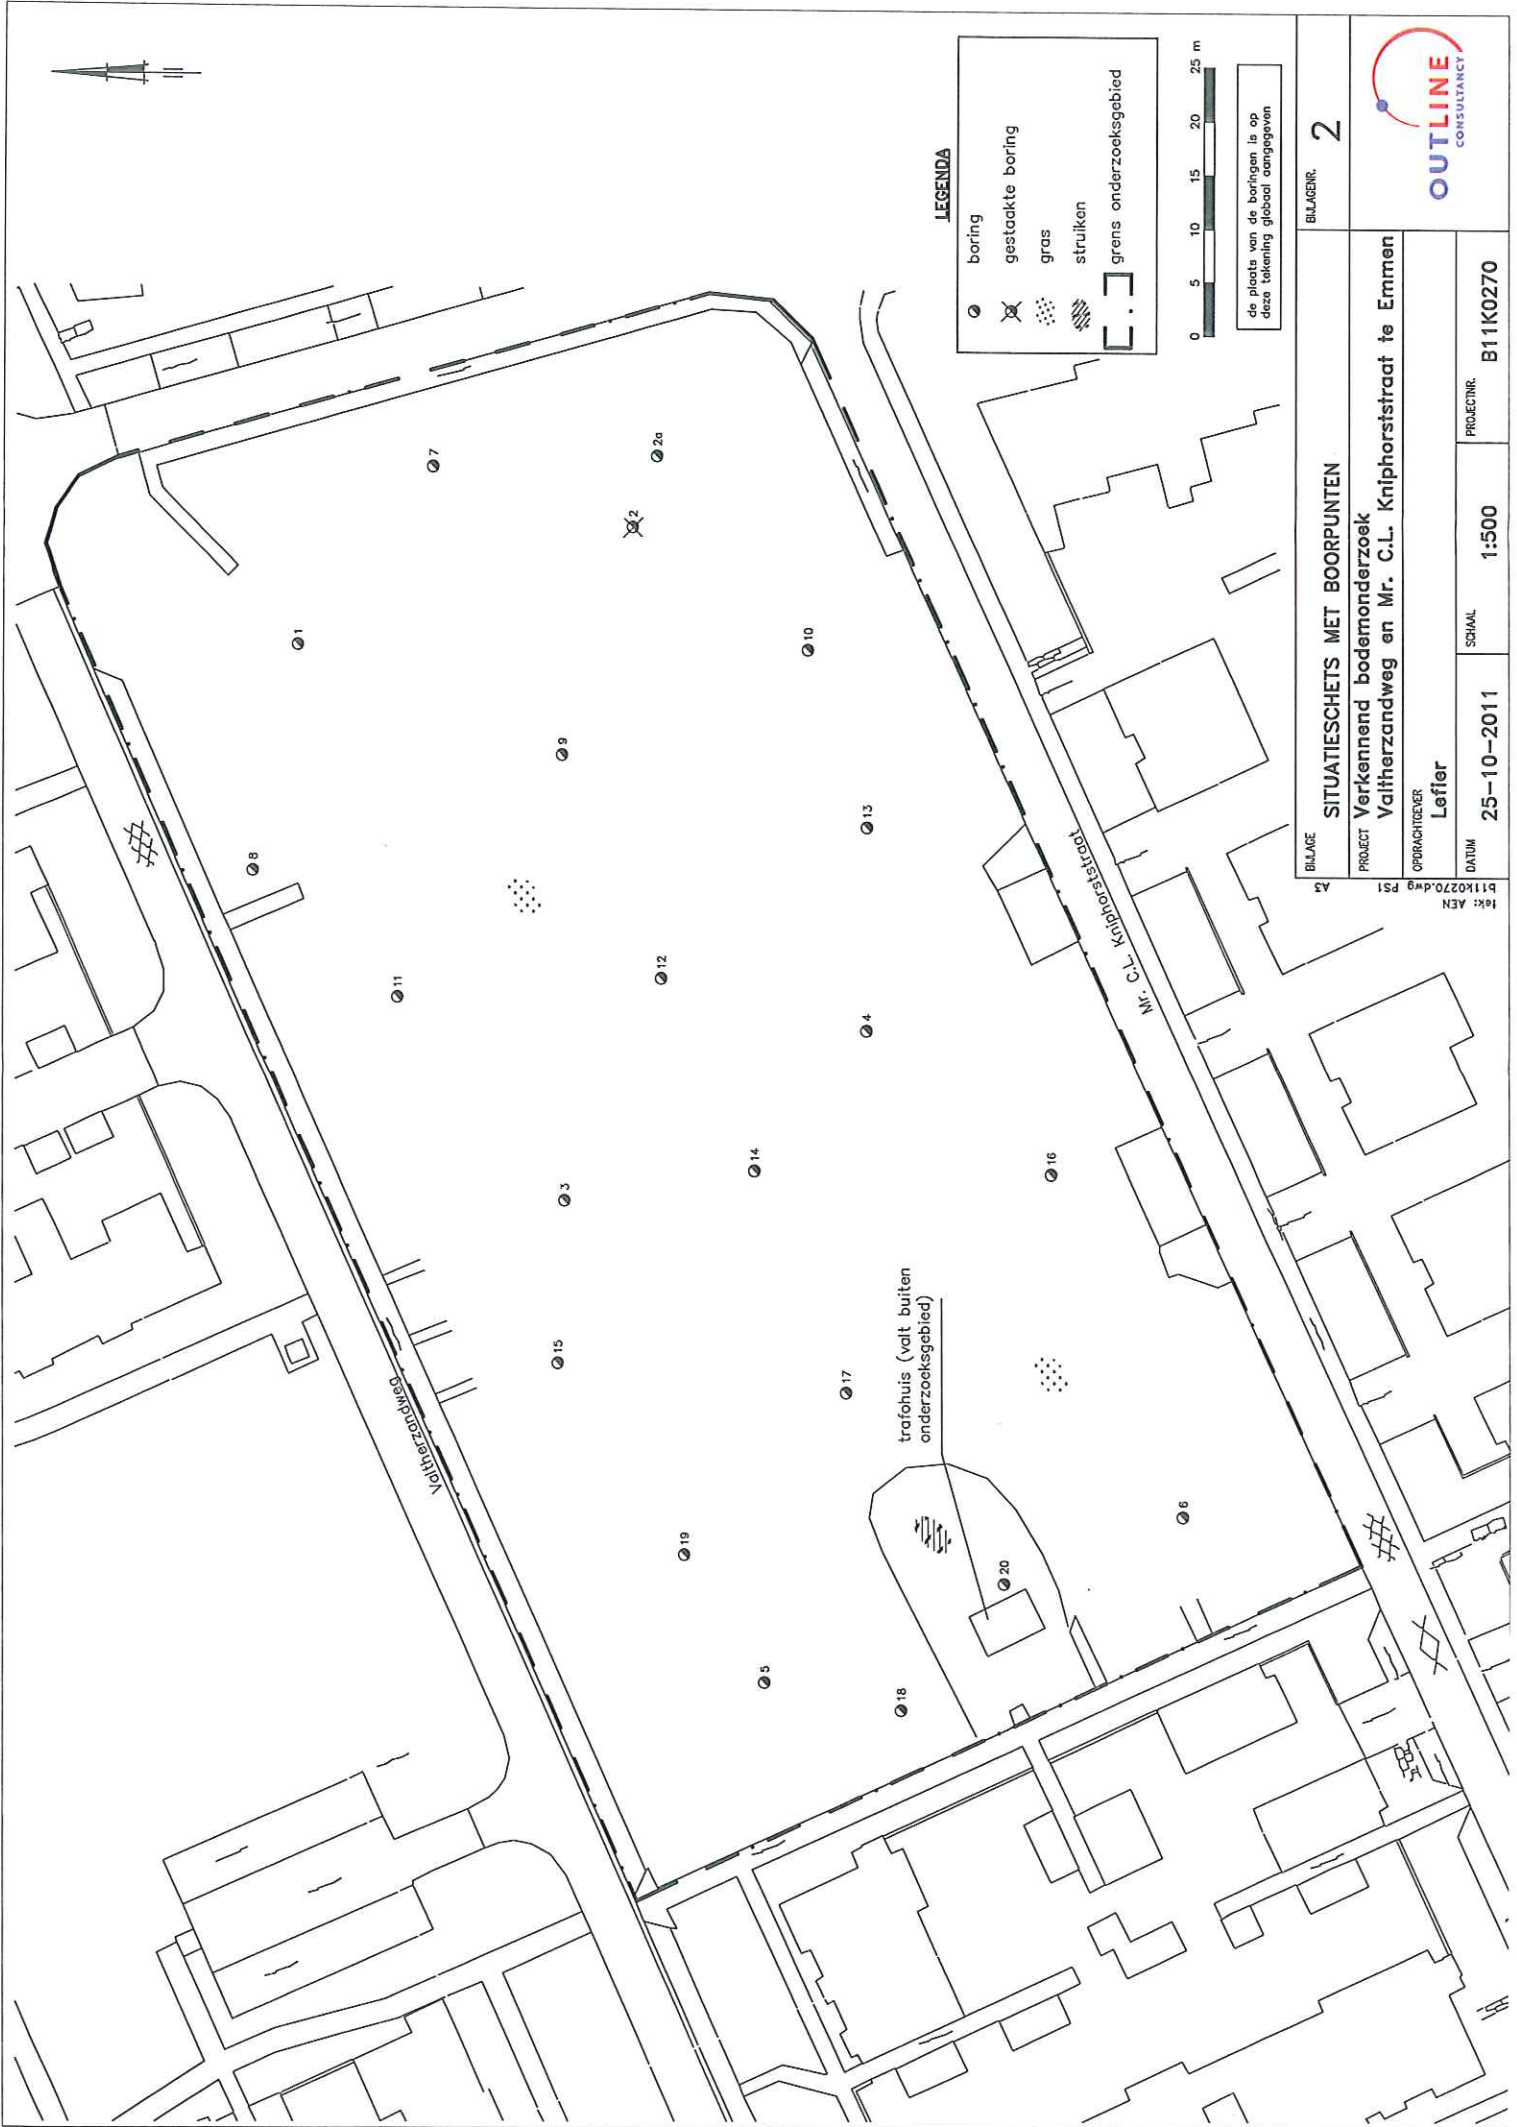 LEGENDA
boring
gestaakte boring
gras
struiken
grens onderzoeksgebied
0 5 10 15 20 25 m
de plaats van de boringen is op
deze tekening globaal aangegeven
1
2
2a
3
4
5
6
7
8
9
10
11
12
13
14
15
16
17
18
19
20
Valtherzandweg
Mr. C.L. Kniphorststraat
trafohuis (valt buiten
onderzoeksgebied)
BIJLAGE
SITUATIESCHETS MET BOORPUNTEN
BIJLAGENR.
2
PROJECT Verkennend bodemonderzoek
Valtherzandweg en Mr. C.L. Kniphorststraat te Emmen
OPDRACHTGEVER
Lefier
DATUM
25-10-2011
SCHAAL
1:500
PROJECTNR.
B11K0270
OUTLINE
CONSULTANCY
A3
b11k0270.dwg PS1
tek: AEN